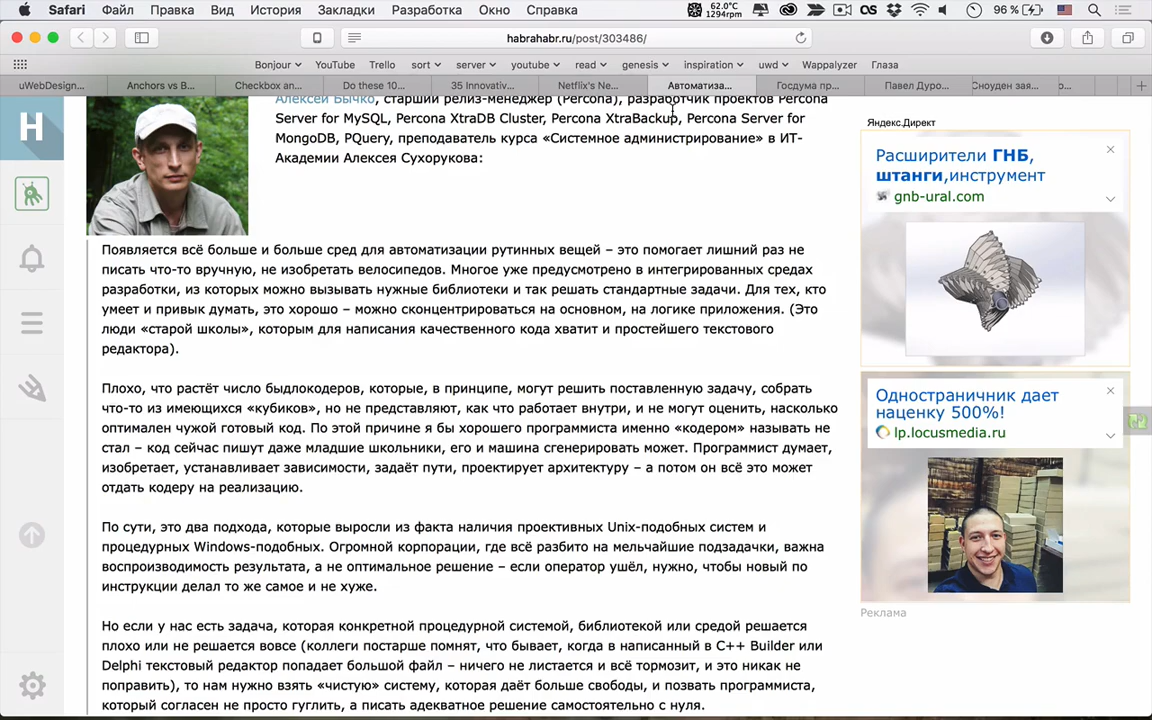 Safari Файл Правка Вид История Закладки Разработка Окно Справка
62.0°C
1294rpm
96 %
habrahabr.ru/post/303486/
Bonjour YouTube Trello sort server youtube read genesis inspiration uwd Wappalyzer Глаза
uWebDesign... Anchors vs B... Checkbox an... Do these 10... 35 Innovativ... Netflix's Ne... Автоматиза... Госдума пр... Павел Дуро... Сноуден зая...
H
Алексей Бычко, старший релиз-менеджер (Percona), разработчик проектов Percona
Server for MySQL, Percona XtraDB Cluster, Percona XtraBackup, Percona Server for
MongoDB, PQuery, преподаватель курса «Системное администрирование» в ИТ-
Академии Алексея Сухорукова:
Появляется всё больше и больше сред для автоматизации рутинных вещей – это помогает лишний раз не
писать что-то вручную, не изобретать велосипедов. Многое уже предусмотрено в интегрированных средах
разработки, из которых можно вызывать нужные библиотеки и так решать стандартные задачи. Для тех, кто
умеет и привык думать, это хорошо – можно сконцентрироваться на основном, на логике приложения. (Это
люди «старой школы», которым для написания качественного кода хватит и простейшего текстового
редактора).
Плохо, что растёт число быдлокодеров, которые, в принципе, могут решить поставленную задачу, собрать
что-то из имеющихся «кубиков», но не представляют, как что работает внутри, и не могут оценить, насколько
оптимален чужой готовый код. По этой причине я бы хорошего программиста именно «кодером» называть не
стал – код сейчас пишут даже младшие школьники, его и машина сгенерировать может. Программист думает,
изобретает, устанавливает зависимости, задаёт пути, проектирует архитектуру – а потом он всё это может
отдать кодеру на реализацию.
По сути, это два подхода, которые выросли из факта наличия проективных Unix-подобных систем и
процедурных Windows-подобных. Огромной корпорации, где всё разбито на мельчайшие подзадачки, важна
воспроизводимость результата, а не оптимальное решение – если оператор ушёл, нужно, чтобы новый по
инструкции делал то же самое и не хуже.
Но если у нас есть задача, которая конкретной процедурной системой, библиотекой или средой решается
плохо или не решается вовсе (коллеги постарше помнят, что бывает, когда в написанный в C++ Builder или
Delphi текстовый редактор попадает большой файл – ничего не листается и всё тормозит, и это никак не
поправить), то нам нужно взять «чистую» систему, которая даёт больше свободы, и позвать программиста,
который согласен не просто гуглить, а писать адекватное решение самостоятельно с нуля.
Яндекс.Директ
Расширители ГНБ,
штанги,инструмент
gnb-ural.com
Одностраничник дает
наценку 500%!
lp.locusmedia.ru
Реклама